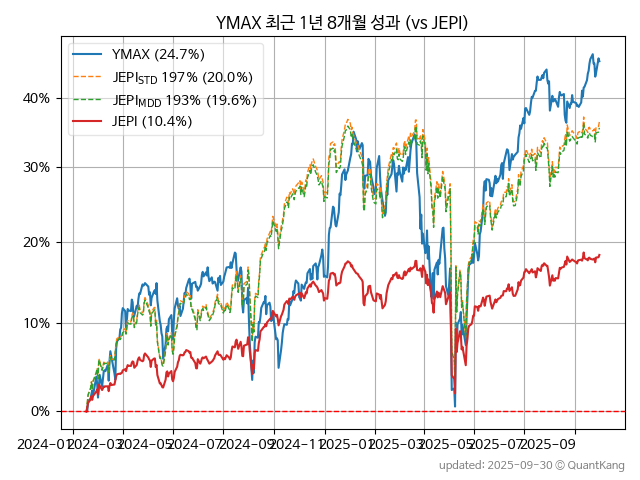 YMAX 최근 1년 8개월 성과 (vs JEPI)
YMAX (24.7%)
JEPI_STD 197% (20.0%)
JEPI_MDD 193% (19.6%)
JEPI (10.4%)
40%
30%
20%
10%
0%
2024-01 2024-03 2024-05 2024-07 2024-09 2024-11 2025-01 2025-03 2025-05 2025-07 2025-09
updated: 2025-09-30 © QuantKang